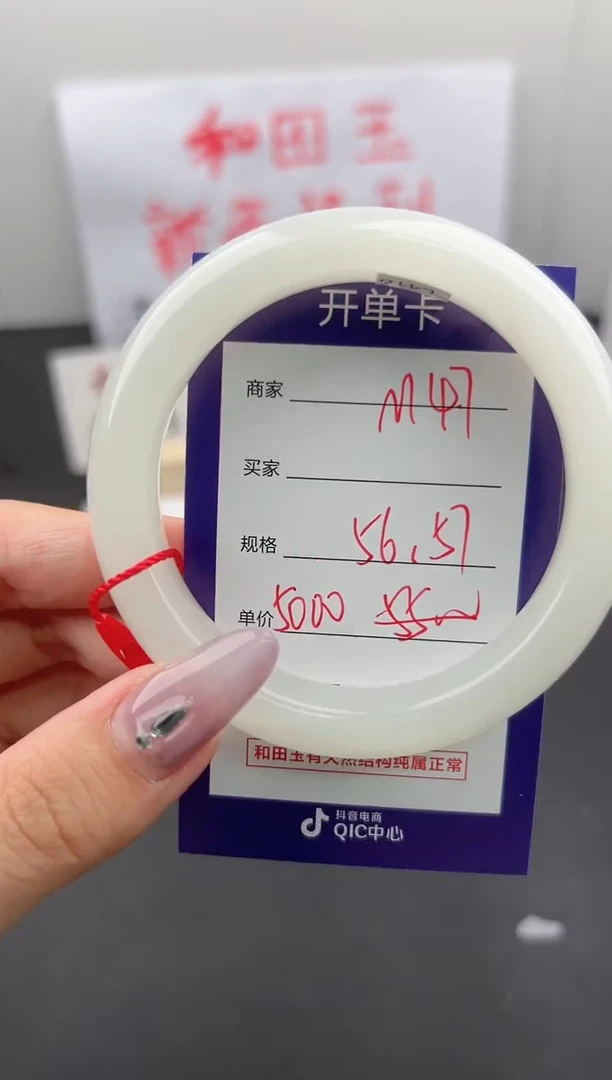 和田玉
开单卡
商家 M47
买家
规格 56.57
单价 5000 5500
和田玉有天然结构纯属正常
抖音电商
QIC中心